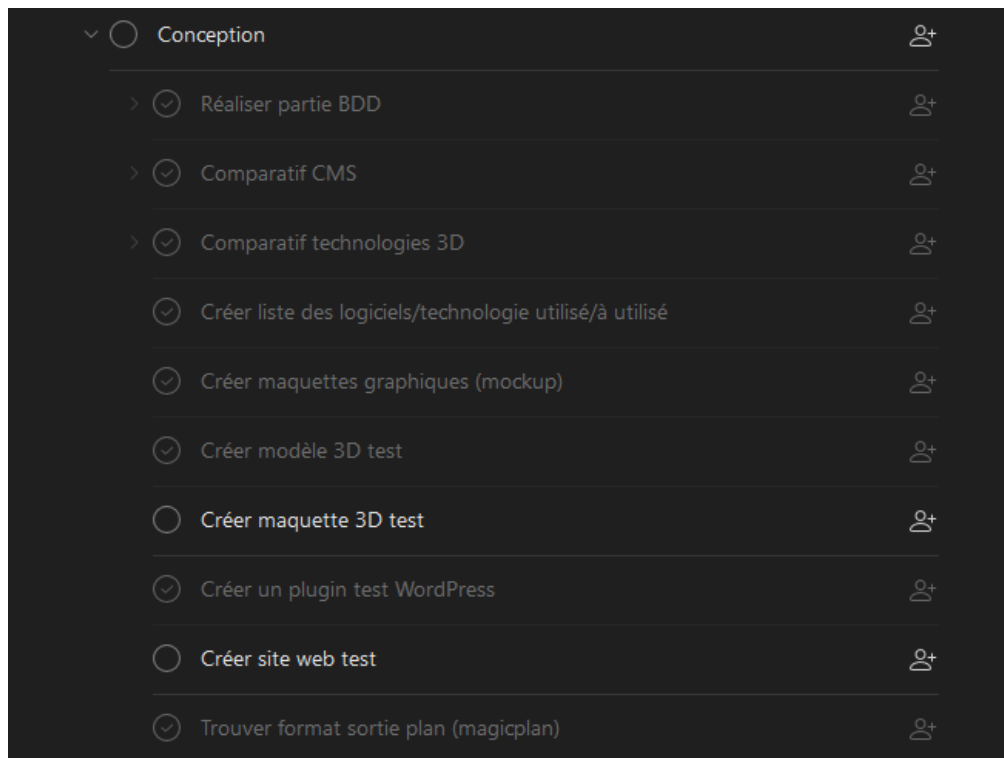 Conception
Réaliser partie BDD
Comparatif CMS
Comparatif technologies 3D
Créer liste des logiciels/technologie utilisé/à utilisé
Créer maquettes graphiques (mockup)
Créer modèle 3D test
Créer maquette 3D test
Créer un plugin test WordPress
Créer site web test
Trouver format sortie plan (magicplan)